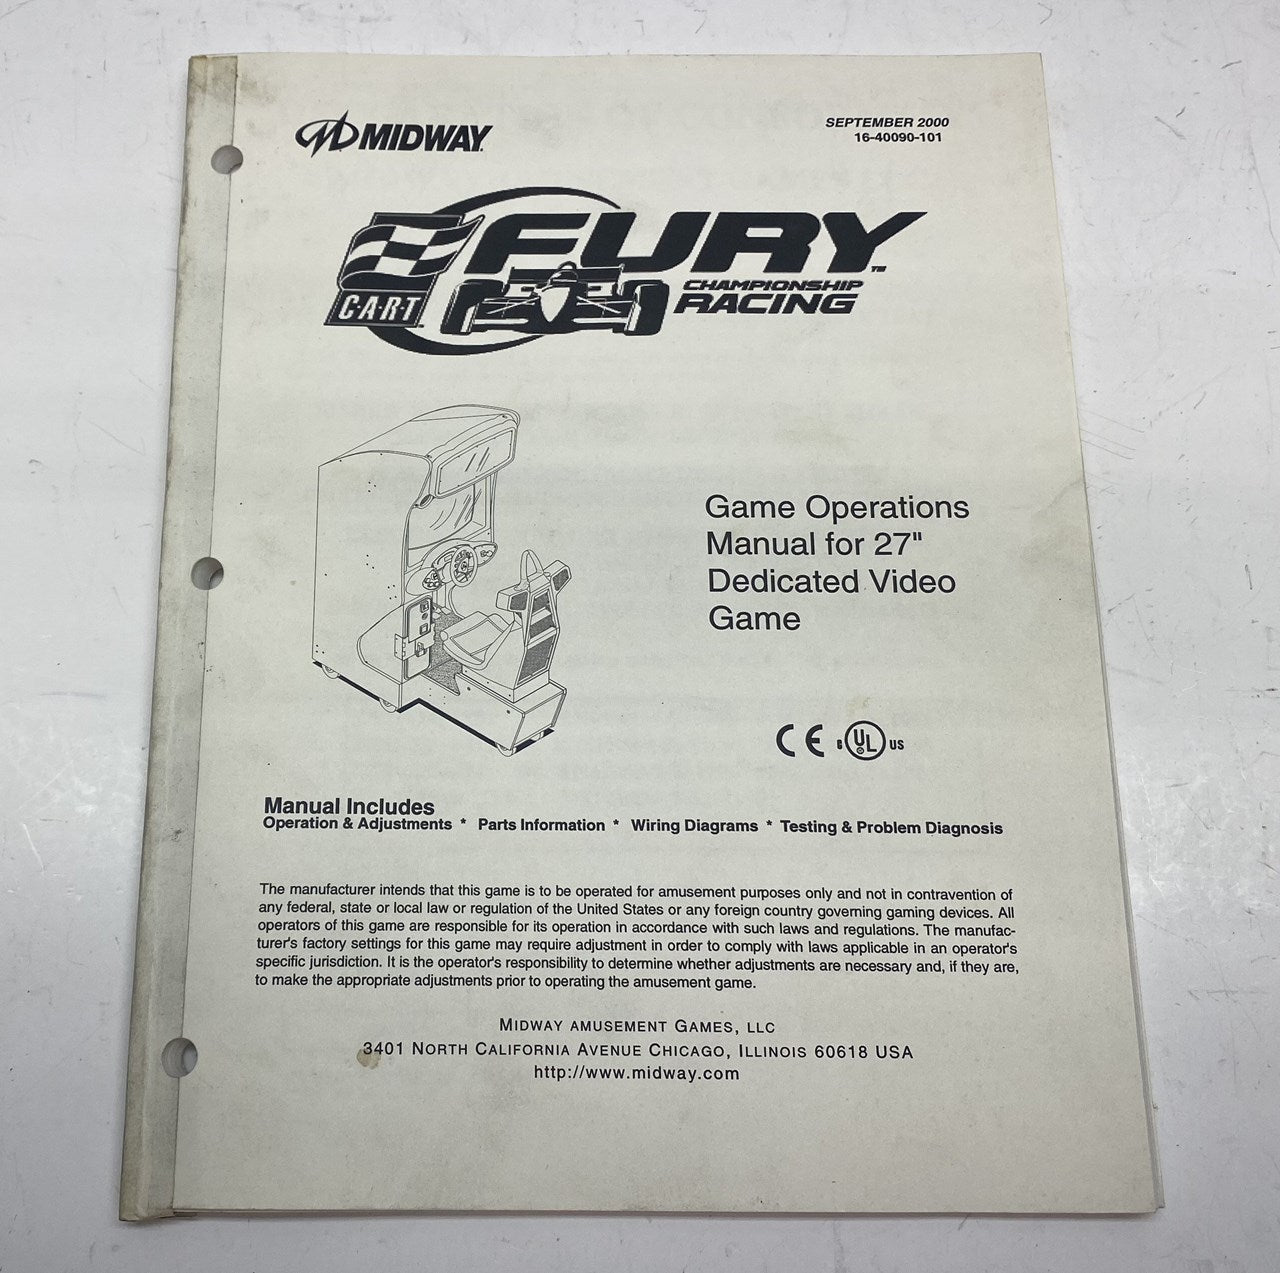 MIDWAY
SEPTEMBER 2000
16-40090-101
FURY™
C·A·R·T
CHAMPIONSHIP
RACING
Game Operations
Manual for 27"
Dedicated Video
Game
CE UL US
Manual Includes
Operation & Adjustments * Parts Information * Wiring Diagrams * Testing & Problem Diagnosis
The manufacturer intends that this game is to be operated for amusement purposes only and not in contravention of
any federal, state or local law or regulation of the United States or any foreign country governing gaming devices. All
operators of this game are responsible for its operation in accordance with such laws and regulations. The manufac-
turer's factory settings for this game may require adjustment in order to comply with laws applicable in an operator's
specific jurisdiction. It is the operator's responsibility to determine whether adjustments are necessary and, if they are,
to make the appropriate adjustments prior to operating the amusement game.
MIDWAY AMUSEMENT GAMES, LLC
3401 NORTH CALIFORNIA AVENUE CHICAGO, ILLINOIS 60618 USA
http://www.midway.com